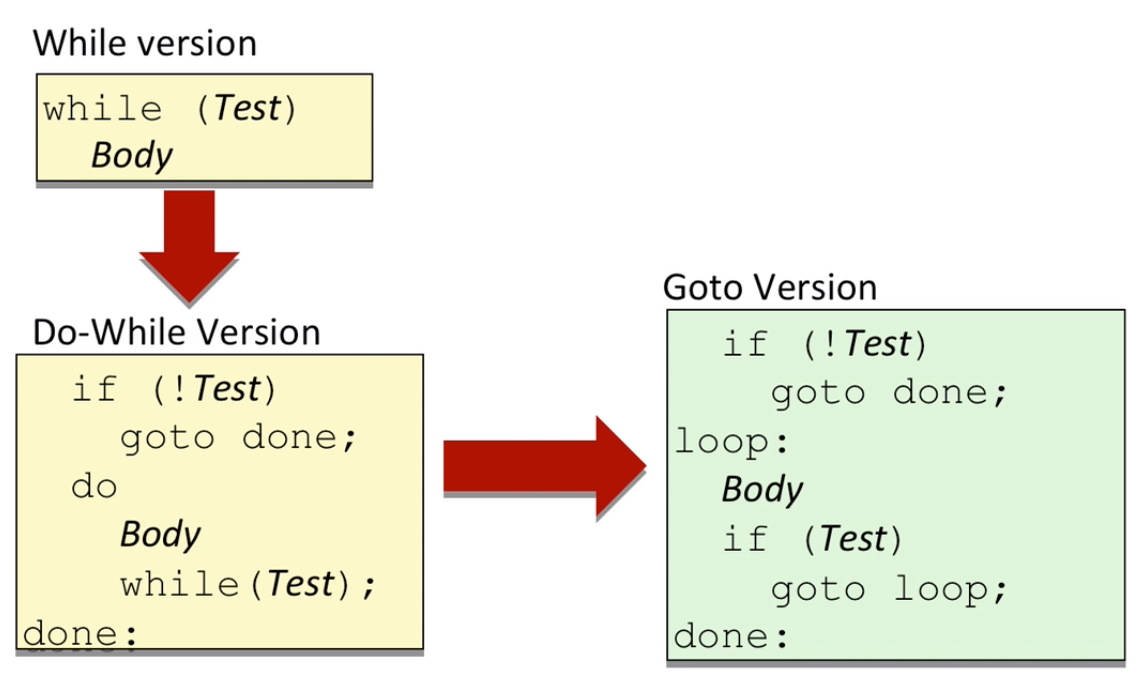 While version
while (Test)
Body
Do-While Version
if (!Test)
goto done;
do
Body
while(Test);
done:
Goto Version
if (!Test)
goto done;
loop:
Body
if (Test)
goto loop;
done: